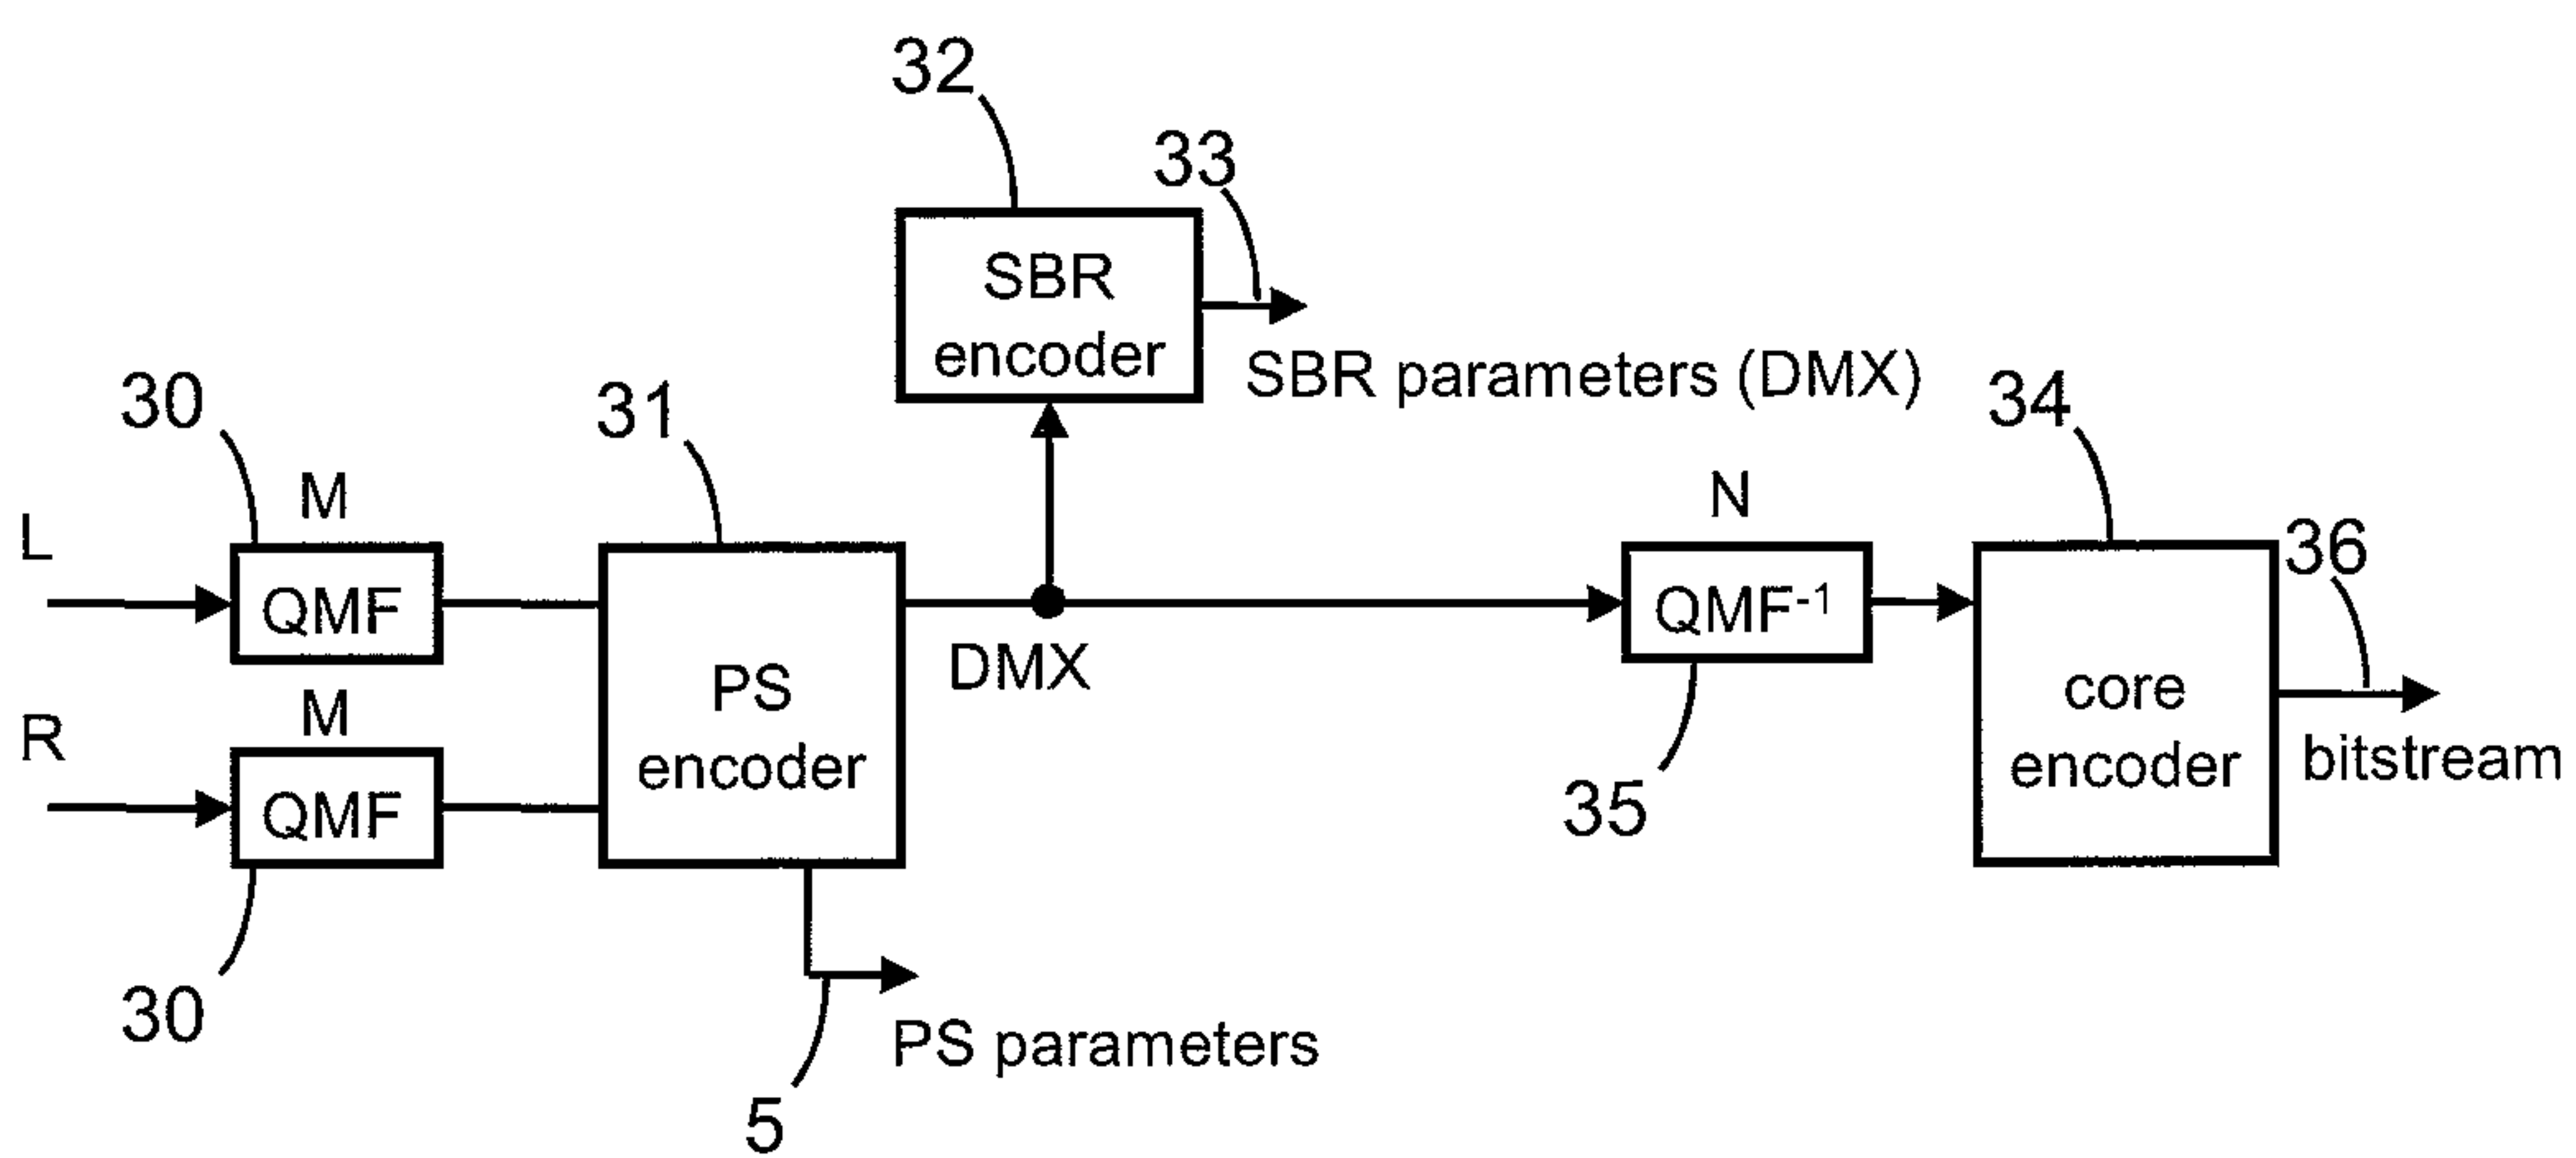 32
33
SBR
encoder
SBR parameters (DMX)
30
31
34
M
N
L
36
QMF
QMF⁻¹
DMX
PS
encoder
core
encoder
M
R
bitstream
35
QMF
30
PS parameters
5